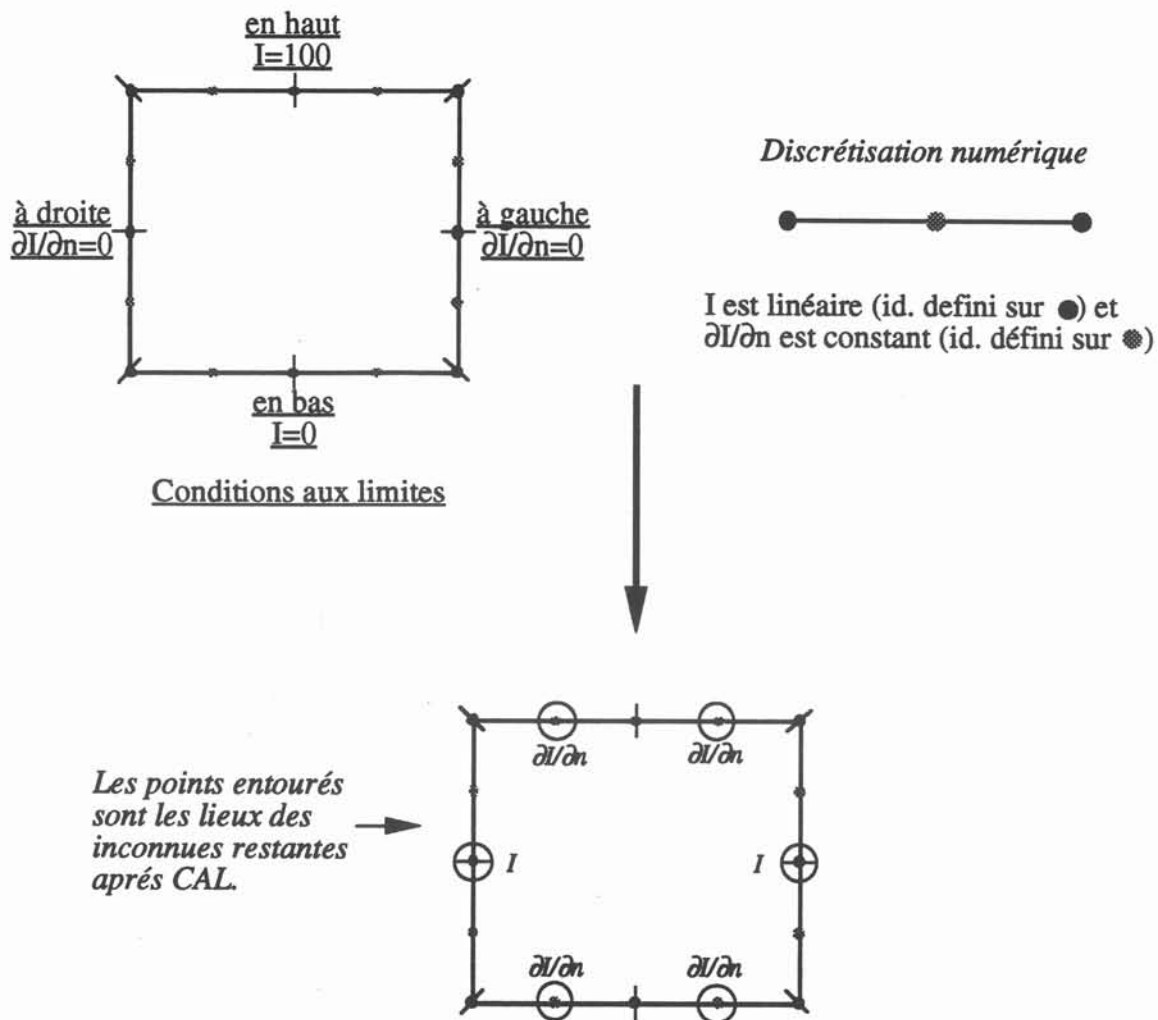 en haut
I=100
à droite
∂I/∂n=0
à gauche
∂I/∂n=0
en bas
I=0
Conditions aux limites
Discrétisation numérique
I est linéaire (id. defini sur ●) et
∂I/∂n est constant (id. défini sur ●)
∂I/∂n
∂I/∂n
Les points entourés
sont les lieux des
inconnues restantes
aprés CAL.
I
I
∂I/∂n
∂I/∂n